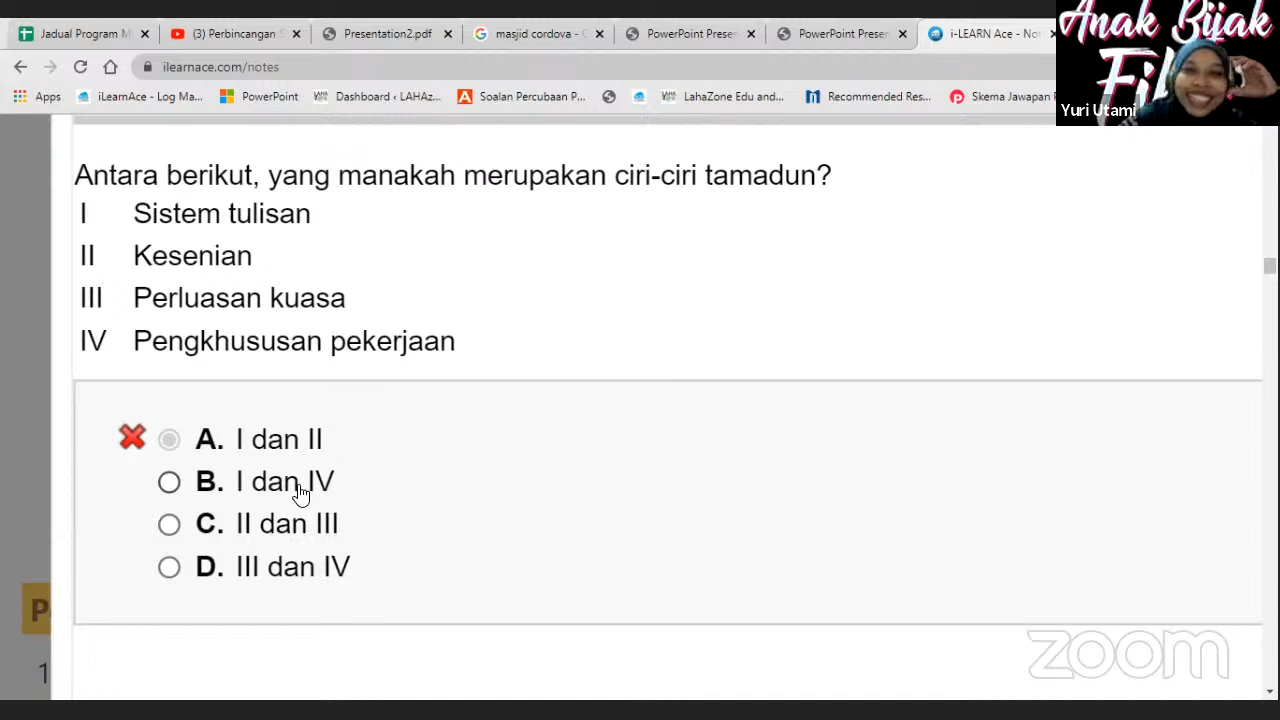 Jadual Program M
(3) Perbincangan S
Presentation2.pdf
masjid cordova - G
PowerPoint Prese
PowerPoint Presen
i-LEARN Ace - No
Anak Bijak
Yuri Utami
ilearnace.com/notes
Apps
iLearnAce - Log Ma...
PowerPoint
Dashboard ‹ LAHAz...
Soalan Percubaan P...
LahaZone Edu and...
Recommended Res...
Skema Jawapan P
Antara berikut, yang manakah merupakan ciri-ciri tamadun?
I Sistem tulisan
II Kesenian
III Perluasan kuasa
IV Pengkhususan pekerjaan
A. I dan II
B. I dan IV
C. II dan III
D. III dan IV
1
zoom